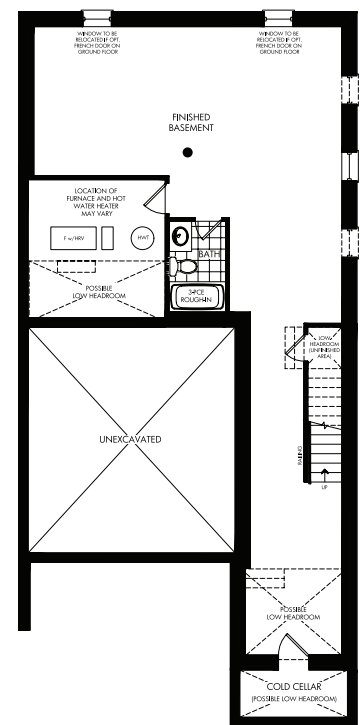 WINDOW TO BE
RELOCATED IF OPT.
FRENCH DOOR ON
GROUND FLOOR
WINDOW TO BE
RELOCATED IF OPT.
FRENCH DOOR ON
GROUND FLOOR
FINISHED
BASEMENT
LOCATION OF
FURNACE AND HOT
WATER HEATER
MAY VARY
F w/HRV
HWT
BATH
POSSIBLE
LOW HEADROOM
3-PCE
ROUGH-IN
LOW
HEADROOM
(UNFINISHED
AREA)
UNEXCAVATED
RAILING
UP
POSSIBLE
LOW HEADROOM
COLD CELLAR
(POSSIBLE LOW HEADROOM)